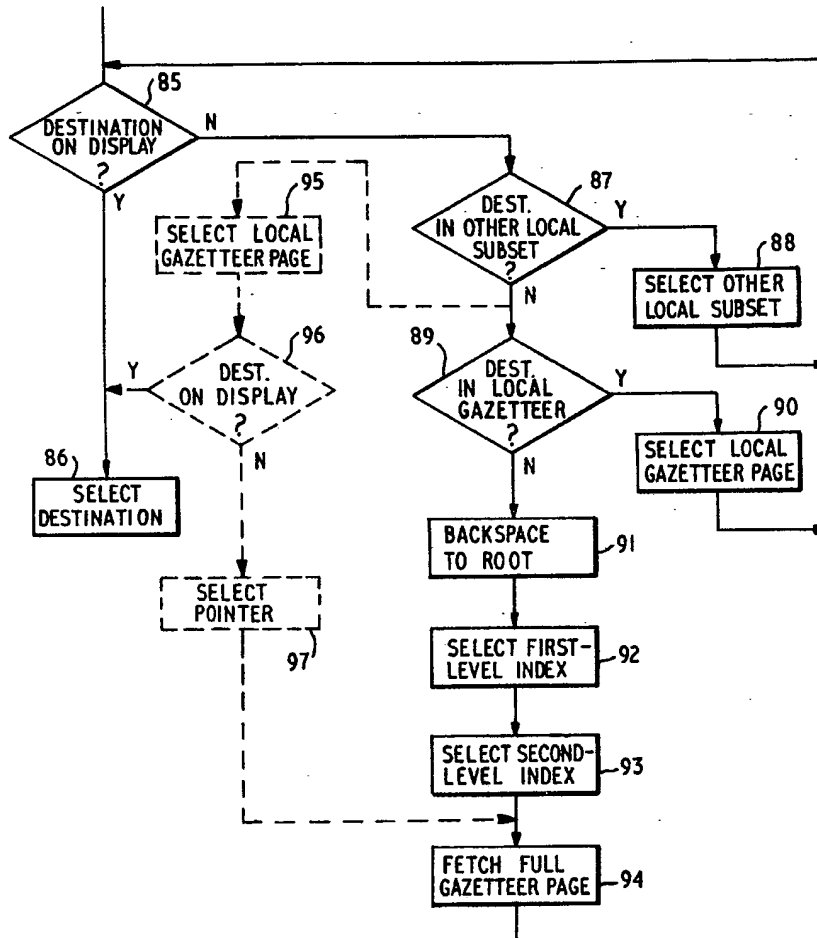 85
DESTINATION
ON DISPLAY
?
N
Y
95
SELECT LOCAL
GAZETTEER PAGE
87
DEST.
IN OTHER LOCAL
SUBSET
?
Y
N
88
SELECT OTHER
LOCAL SUBSET
96
DEST.
ON DISPLAY
?
Y
N
89
DEST.
IN LOCAL
GAZETTEER
?
Y
N
90
SELECT LOCAL
GAZETTEER PAGE
86
SELECT
DESTINATION
BACKSPACE
TO ROOT
91
SELECT
POINTER
97
SELECT FIRST-
LEVEL INDEX
92
SELECT SECOND-
LEVEL INDEX
93
FETCH FULL
GAZETTEER PAGE
94